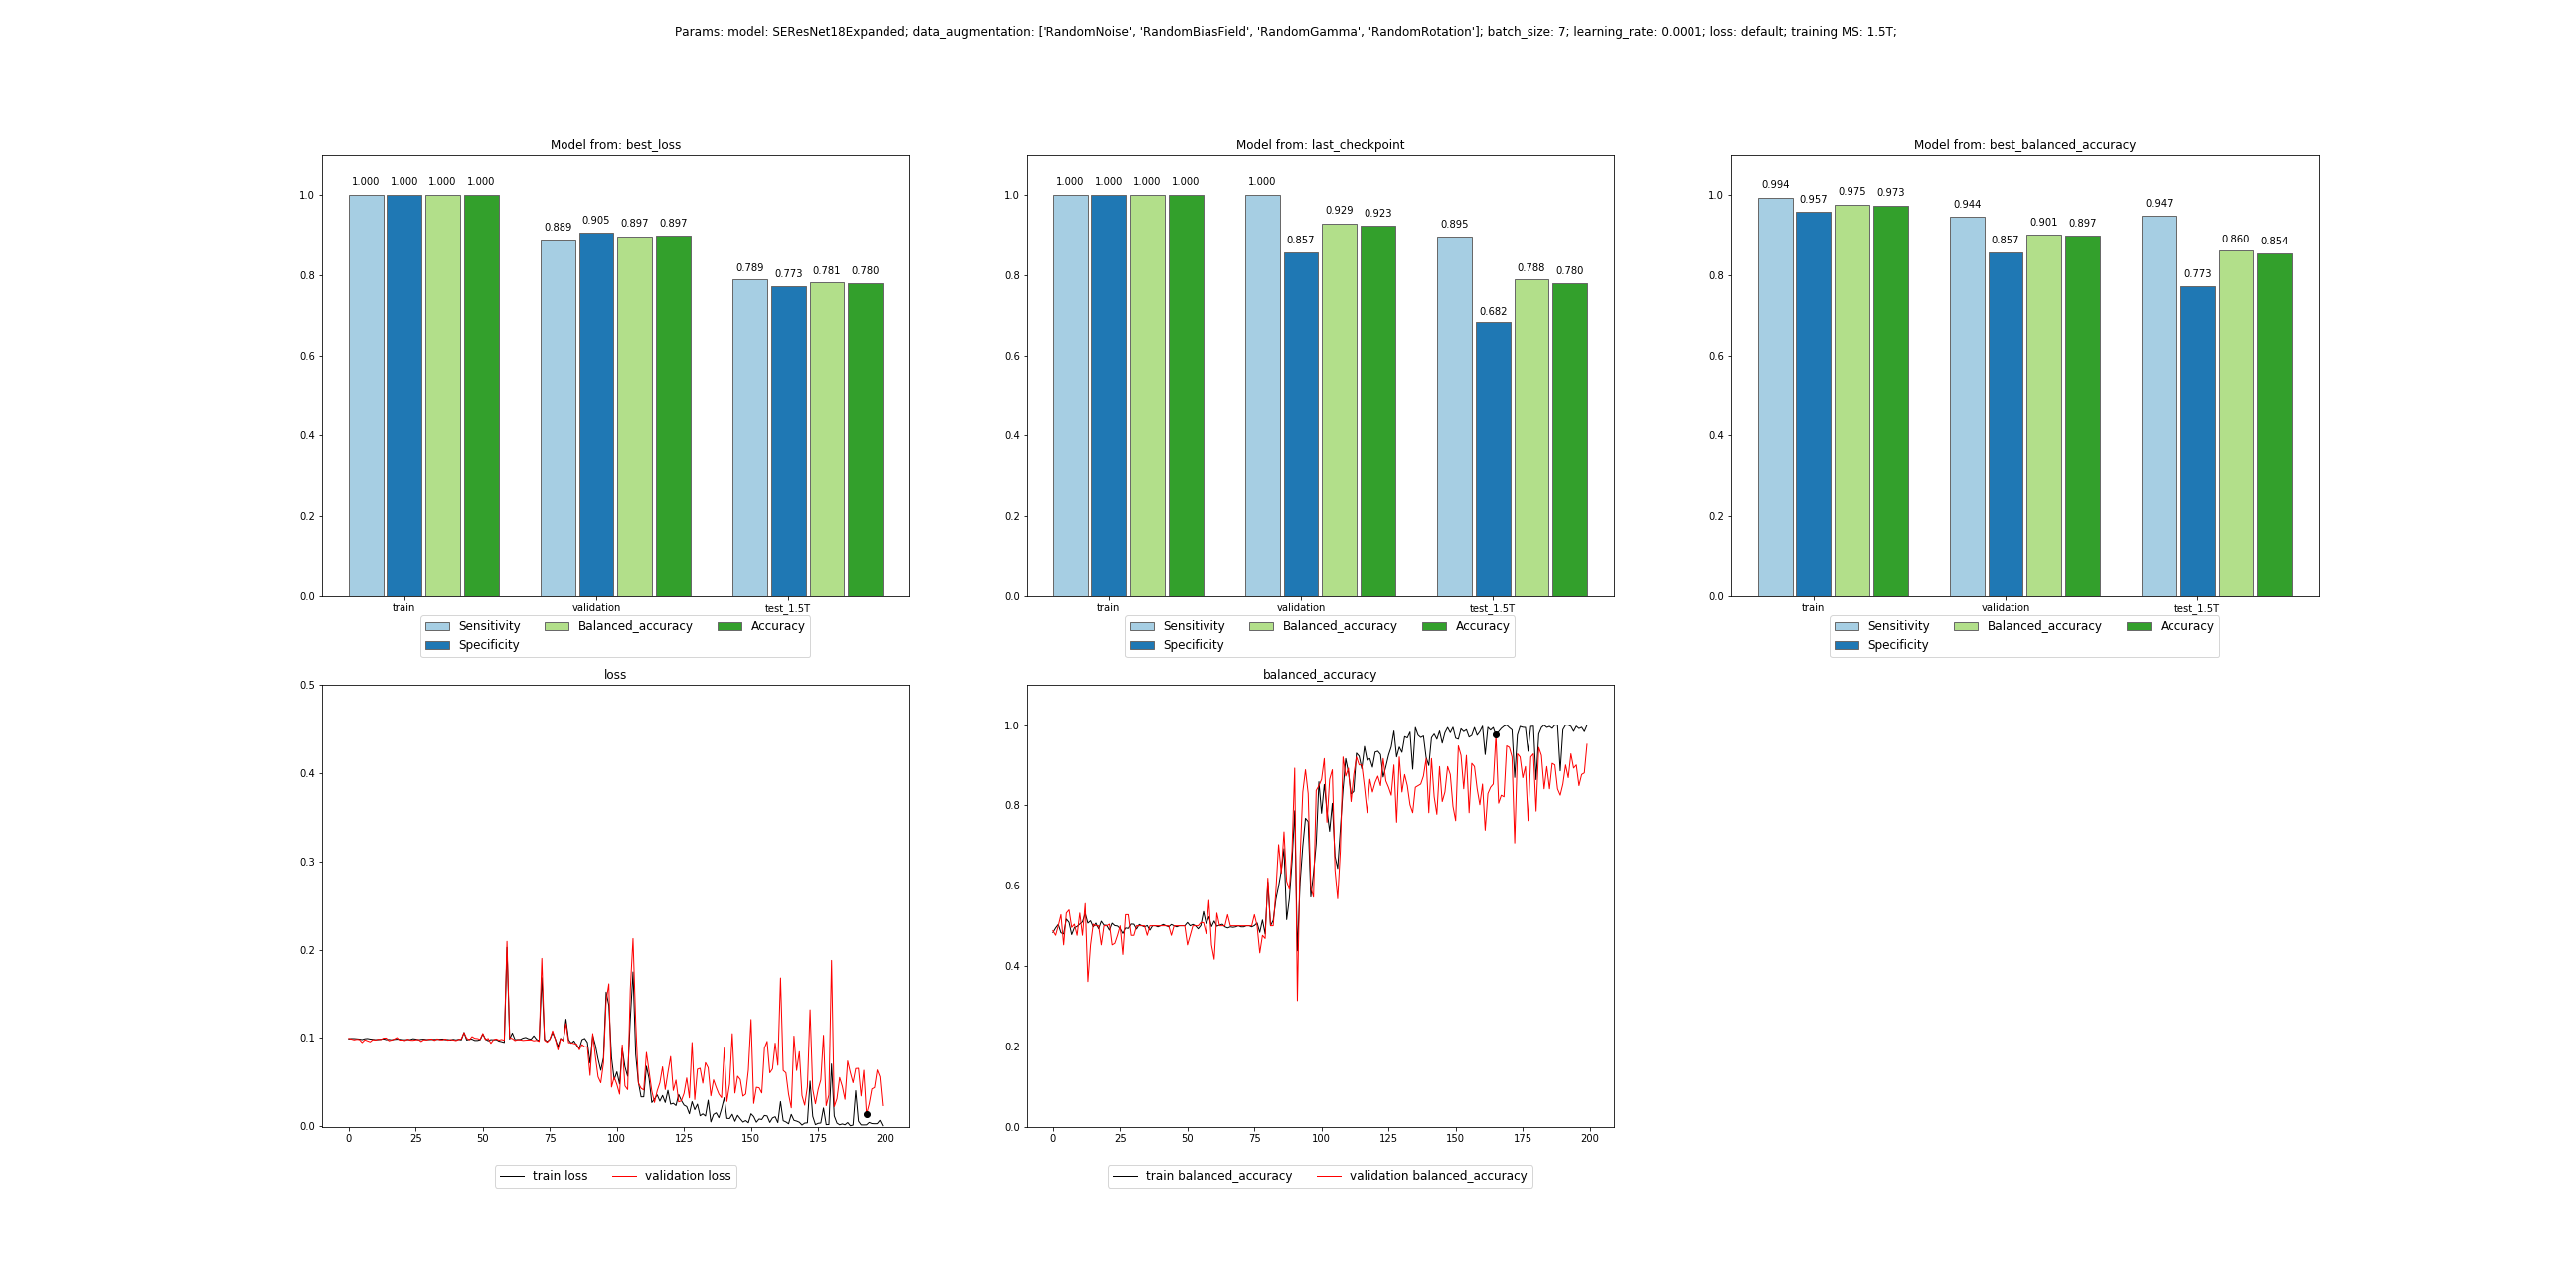 Params: model: SEResNet18Expanded; data_augmentation: ['RandomNoise', 'RandomBiasField', 'RandomGamma', 'RandomRotation']; batch_size: 7; learning_rate: 0.0001; loss: default; training MS: 1.5T;
Model from: best_loss
1.000 1.000 1.000 1.000
0.889 0.905 0.897 0.897
0.789 0.773 0.781 0.780
1.0
0.8
0.6
0.4
0.2
0.0
train validation test_1.5T
Sensitivity Balanced_accuracy Accuracy
Specificity
Model from: last_checkpoint
1.000 1.000 1.000 1.000
1.000 0.857 0.929 0.923
0.895 0.682 0.788 0.780
1.0
0.8
0.6
0.4
0.2
0.0
train validation test_1.5T
Sensitivity Balanced_accuracy Accuracy
Specificity
Model from: best_balanced_accuracy
0.994 0.957 0.975 0.973
0.944 0.857 0.901 0.897
0.947 0.773 0.860 0.854
1.0
0.8
0.6
0.4
0.2
0.0
train validation test_1.5T
Sensitivity Balanced_accuracy Accuracy
Specificity
loss
0.5
0.4
0.3
0.2
0.1
0.0
0 25 50 75 100 125 150 175 200
train loss validation loss
balanced_accuracy
1.0
0.8
0.6
0.4
0.2
0.0
0 25 50 75 100 125 150 175 200
train balanced_accuracy validation balanced_accuracy